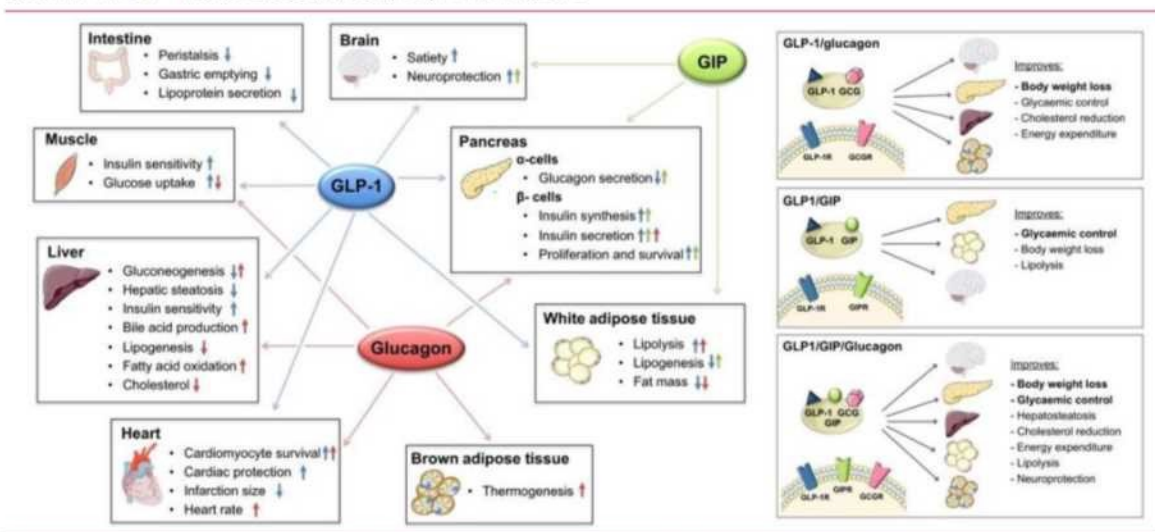 Intestine
• Peristalsis ↓
• Gastric emptying ↓
• Lipoprotein secretion ↓
Brain
• Satiety ↑
• Neuroprotection ↑↑
GIP
Muscle
• Insulin sensitivity ↑
• Glucose uptake ↑↓
GLP-1
Pancreas
α-cells
• Glucagon secretion ↓↑
β- cells
• Insulin synthesis ↑↑
• Insulin secretion ↑↑↑
• Proliferation and survival ↑↑
Liver
• Gluconeogenesis ↓↑
• Hepatic steatosis ↓
• Insulin sensitivity ↑
• Bile acid production ↑
• Lipogenesis ↓
• Fatty acid oxidation ↑
• Cholesterol ↓
Glucagon
White adipose tissue
• Lipolysis ↑↑
• Lipogenesis ↓↑
• Fat mass ↓↓
Heart
• Cardiomyocyte survival ↑↑
• Cardiac protection ↑
• Infarction size ↓
• Heart rate ↑
Brown adipose tissue
• Thermogenesis ↑
GLP-1/glucagon
GLP-1 GCG
GLP-1R GCGR
Improves:
- Body weight loss
- Glycaemic control
- Cholesterol reduction
- Energy expenditure
GLP1/GIP
GLP-1 GIP
GLP-1R GIPR
Improves:
- Glycaemic control
- Body weight loss
- Lipolysis
GLP1/GIP/Glucagon
GLP-1 GCG
GIP
GLP-1R GIPR GCGR
Improves:
- Body weight loss
- Glycaemic control
- Hepatosteatosis
- Cholesterol reduction
- Energy expenditure
- Lipolysis
- Neuroprotection